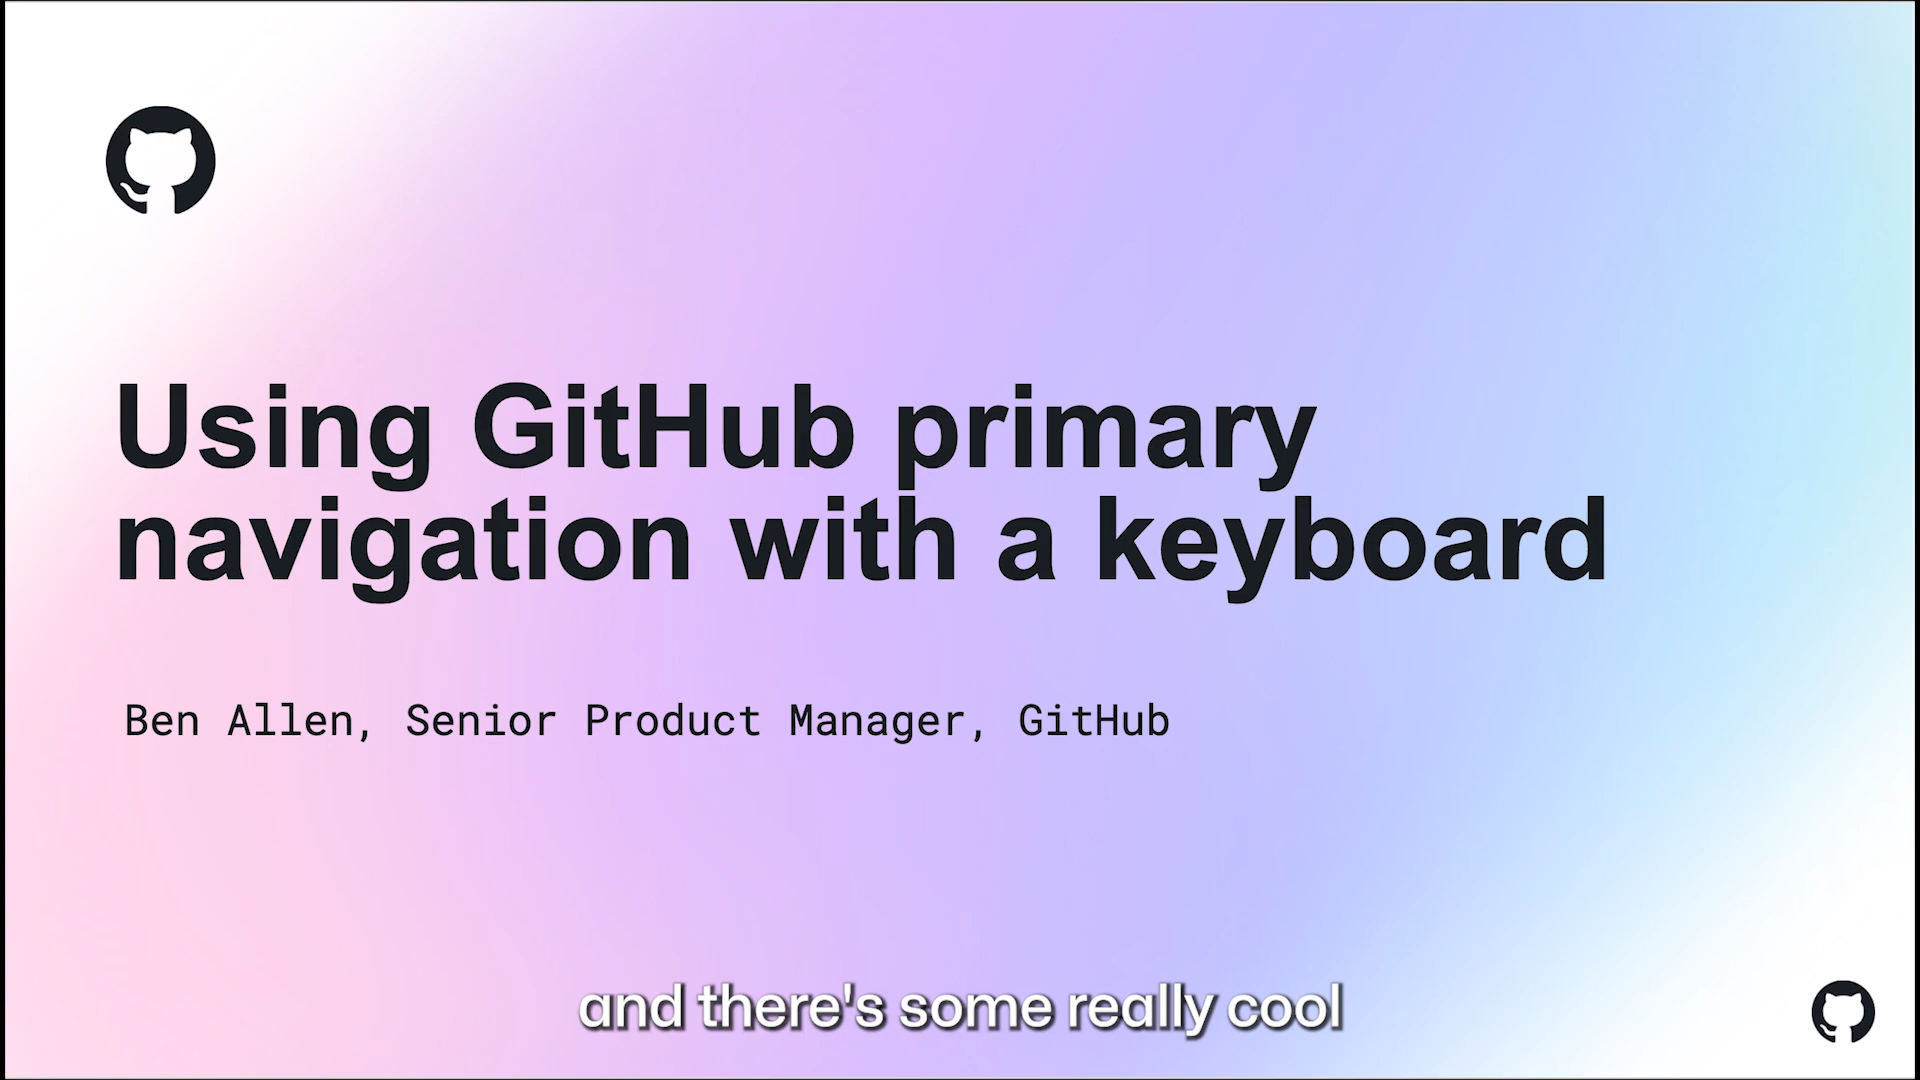 Using GitHub primary
navigation with a keyboard
Ben Allen, Senior Product Manager, GitHub
and there's some really cool